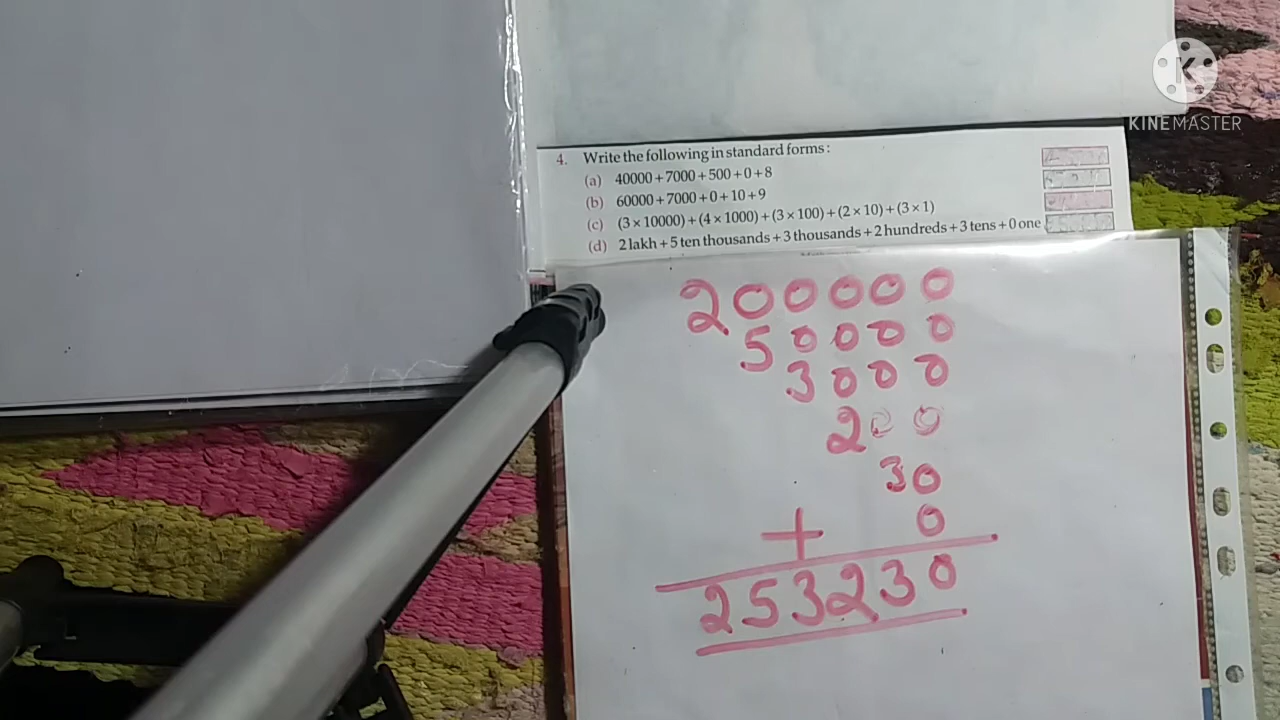 KINEMASTER
4. Write the following in standard forms :
(a) 40000 + 7000 + 500 + 0 + 8
(b) 60000 + 7000 + 0 + 10 + 9
(c) (3 × 10000) + (4 × 1000) + (3 × 100) + (2 × 10) + (3 × 1)
(d) 2 lakh + 5 ten thousands + 3 thousands + 2 hundreds + 3 tens + 0 one
200000
50000
3000
200
30
+ 0
253230